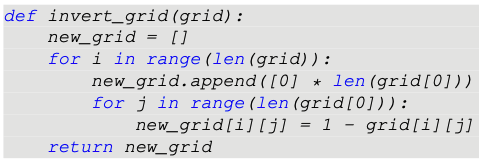 def invert_grid(grid):
    new_grid = []
    for i in range(len(grid)):
        new_grid.append([0] * len(grid[0]))
        for j in range(len(grid[0])):
            new_grid[i][j] = 1 - grid[i][j]
    return new_grid